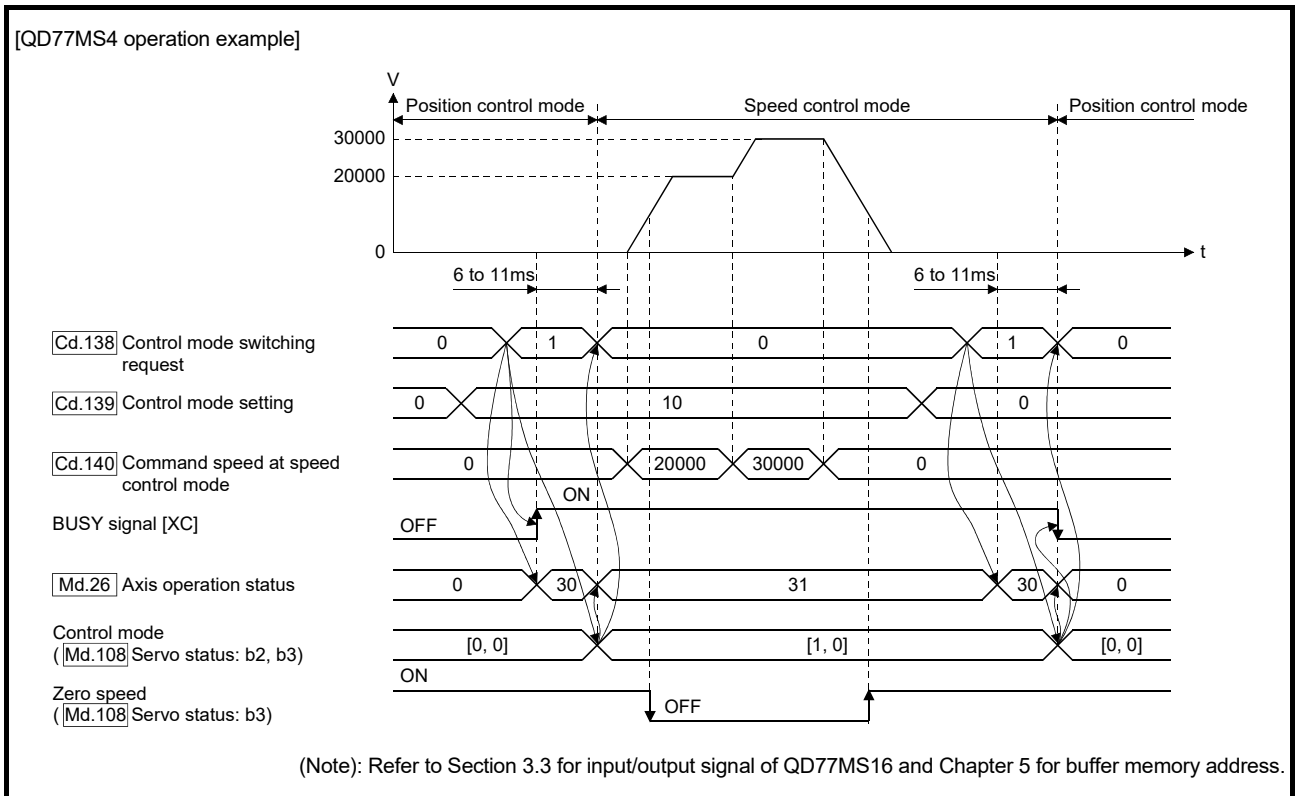 [QD77MS4 operation example]
V
Position control mode Speed control mode Position control mode
30000
20000
0
t
6 to 11ms 6 to 11ms
Cd.138 Control mode switching
request
0 1 0 1 0
Cd.139 Control mode setting
0 10 0
Cd.140 Command speed at speed
control mode
0 20000 30000 0
ON
BUSY signal [XC]
OFF
Md.26 Axis operation status
0 30 31 30 0
Control mode
( Md.108 Servo status: b2, b3)
[0, 0] [1, 0] [0, 0]
ON
Zero speed
( Md.108 Servo status: b3)
OFF
(Note): Refer to Section 3.3 for input/output signal of QD77MS16 and Chapter 5 for buffer memory address.